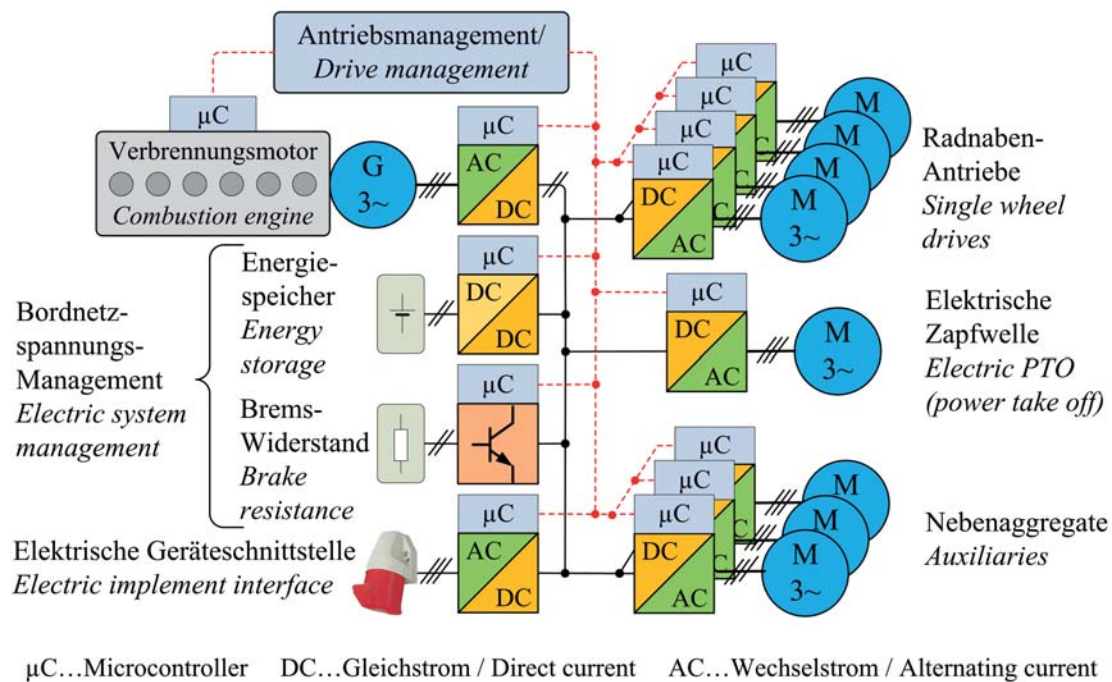 Antriebsmanagement/
Drive management
µC
Verbrennungsmotor
Combustion engine
G
3~
µC
AC
DC
µC
µC
µC
µC
DC
AC
C
C
C
M
M
M
M
3~
Radnaben-
Antriebe
Single wheel
drives
Bordnetz-
spannungs-
Management
Electric system
management
Energie-
speicher
Energy
storage
µC
DC
DC
µC
DC
AC
M
3~
Elektrische
Zapfwelle
Electric PTO
(power take off)
Brems-
Widerstand
Brake
resistance
µC
Elektrische Geräteschnittstelle
Electric implement interface
µC
AC
DC
µC
µC
µC
DC
AC
C
C
M
M
M
3~
Nebenaggregate
Auxiliaries
µC...Microcontroller DC...Gleichstrom / Direct current AC...Wechselstrom / Alternating current